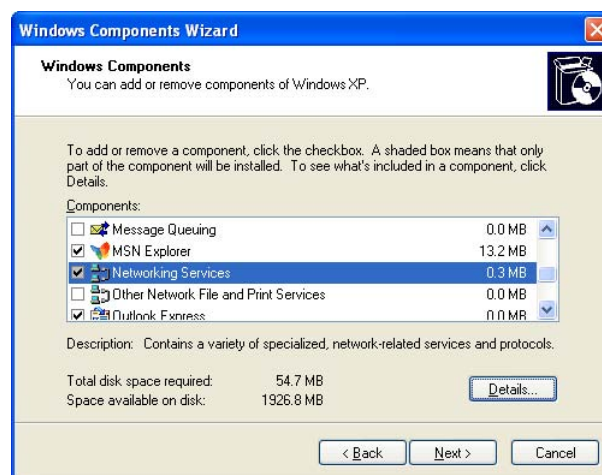 Windows Components Wizard
Windows Components
You can add or remove components of Windows XP.
To add or remove a component, click the checkbox. A shaded box means that only
part of the component will be installed. To see what's included in a component, click
Details.
Components:
Message Queuing 0.0 MB
MSN Explorer 13.2 MB
Networking Services 0.3 MB
Other Network File and Print Services 0.0 MB
Outlook Express 0.0 MB
Description: Contains a variety of specialized, network-related services and protocols.
Total disk space required: 54.7 MB
Space available on disk: 1926.8 MB
Details...
< Back Next > Cancel